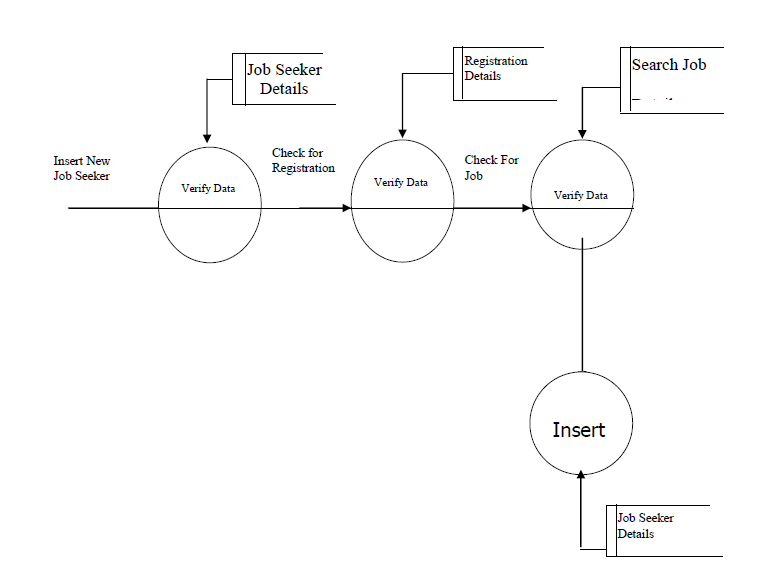 Job Seeker
Details
Registration
Details
Search Job
Insert New
Job Seeker
Verify Data
Check for
Registration
Verify Data
Check For
Job
Verify Data
Insert
Job Seeker
Details